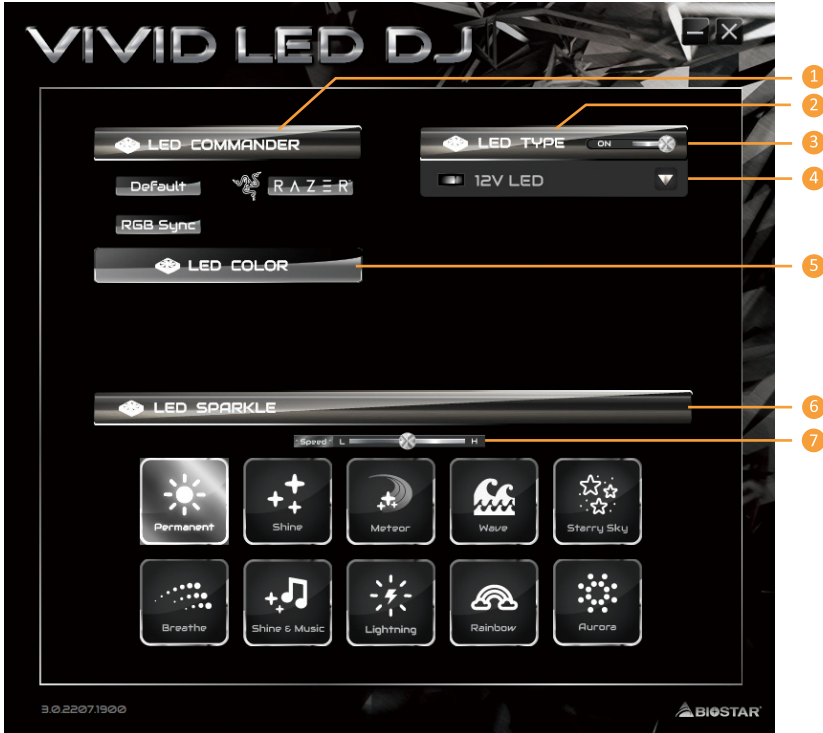 VIVID LED DJ
1
2
LED COMMANDER
LED TYPE ON
3
Default RAZER
12V LED
4
RGB Sync
LED COLOR
5
LED SPARKLE
6
Speed L H
7
Permanent Shine Meteor Wave Starry Sky
Breathe Shine & Music Lightning Rainbow Aurora
3.0.2207.1900
BIOSTAR